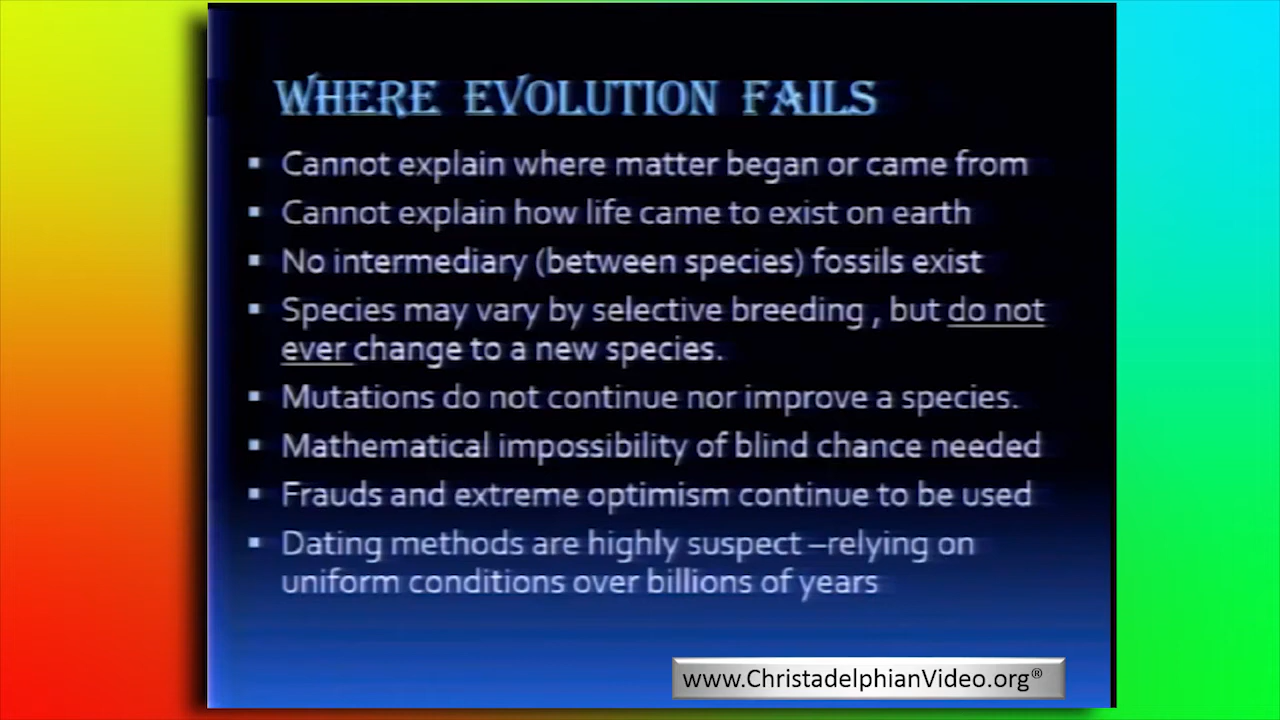 WHERE EVOLUTION FAILS
▪ Cannot explain where matter began or came from
▪ Cannot explain how life came to exist on earth
▪ No intermediary (between species) fossils exist
▪ Species may vary by selective breeding , but do not
ever change to a new species.
▪ Mutations do not continue nor improve a species.
▪ Mathematical impossibility of blind chance needed
▪ Frauds and extreme optimism continue to be used
▪ Dating methods are highly suspect –relying on
uniform conditions over billions of years
www.ChristadelphianVideo.org®